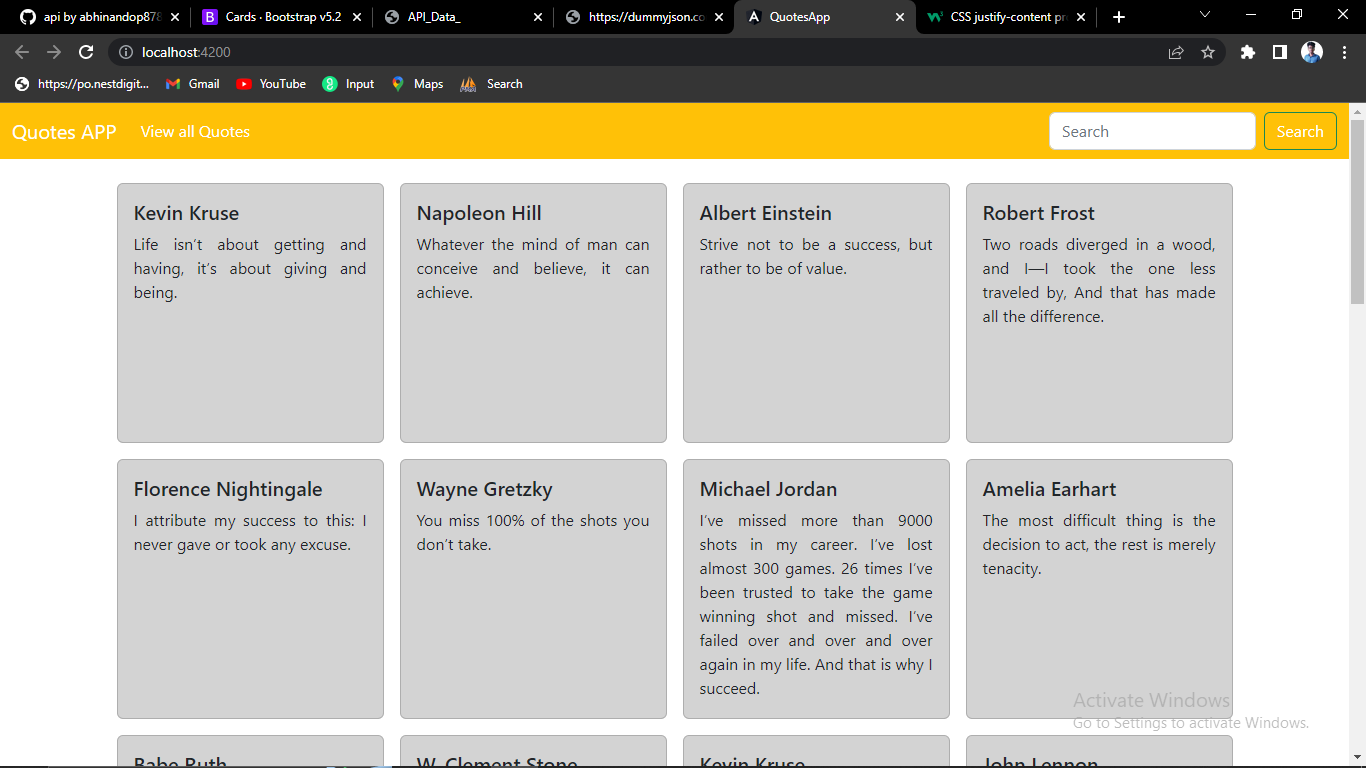 api by abhinandop878
Cards · Bootstrap v5.2
API_Data_
https://dummyjson.co
QuotesApp
CSS justify-content pr
localhost:4200
https://po.nestdigit...
Gmail
YouTube
Input
Maps
Search
Quotes APP
View all Quotes
Search
Search
Kevin Kruse
Life isn’t about getting and
having, it’s about giving and
being.
Napoleon Hill
Whatever the mind of man can
conceive and believe, it can
achieve.
Albert Einstein
Strive not to be a success, but
rather to be of value.
Robert Frost
Two roads diverged in a wood,
and I—I took the one less
traveled by, And that has made
all the difference.
Florence Nightingale
I attribute my success to this: I
never gave or took any excuse.
Wayne Gretzky
You miss 100% of the shots you
don’t take.
Michael Jordan
I’ve missed more than 9000
shots in my career. I’ve lost
almost 300 games. 26 times I’ve
been trusted to take the game
winning shot and missed. I’ve
failed over and over and over
again in my life. And that is why I
succeed.
Amelia Earhart
The most difficult thing is the
decision to act, the rest is merely
tenacity.
Babe Ruth
W. Clement Stone
Kevin Kruse
John Lennon
Activate Windows
Go to Settings to activate Windows.